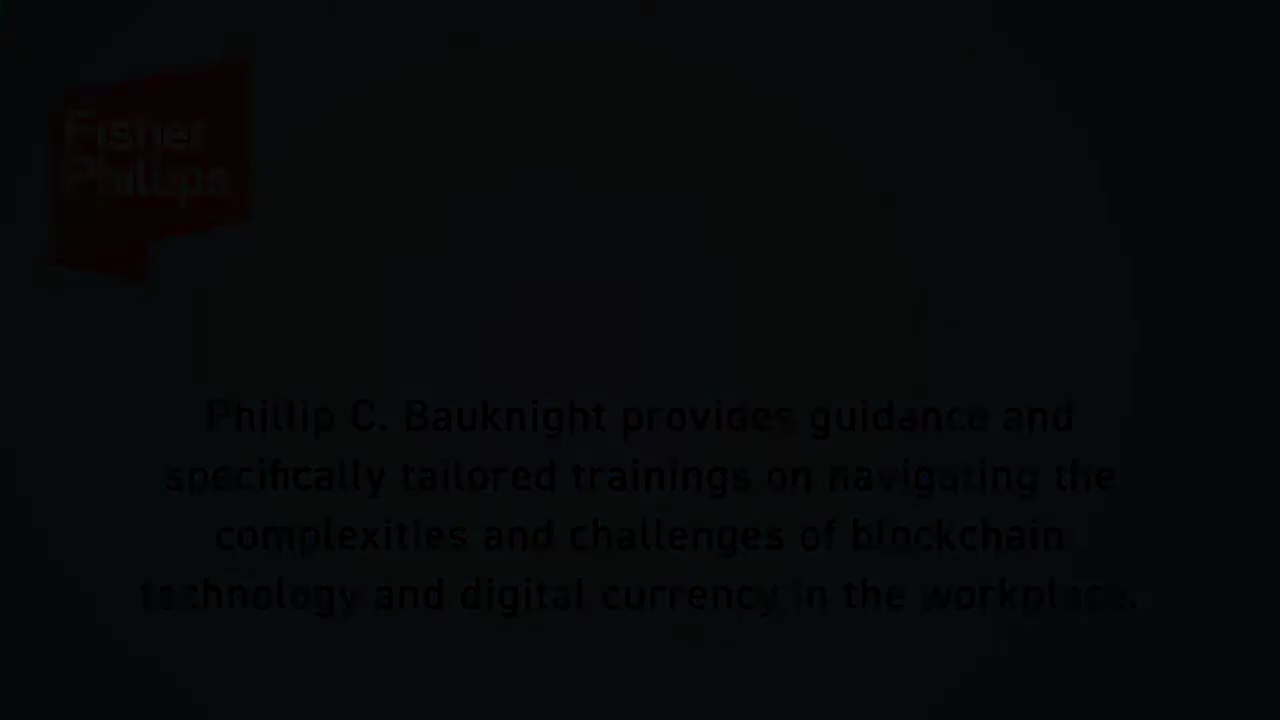 Fisher
Phillips
Phillip C. Bauknight provides guidance and
specifically tailored trainings on navigating the
complexities and challenges of blockchain
technology and digital currency in the workplace.